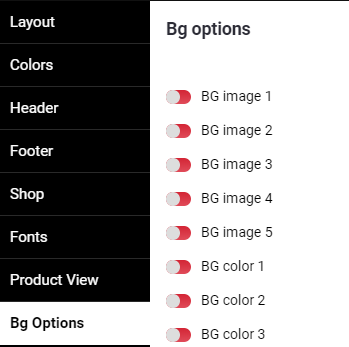 Layout
Colors
Header
Footer
Shop
Fonts
Product View
Bg Options
Bg options
BG image 1
BG image 2
BG image 3
BG image 4
BG image 5
BG color 1
BG color 2
BG color 3